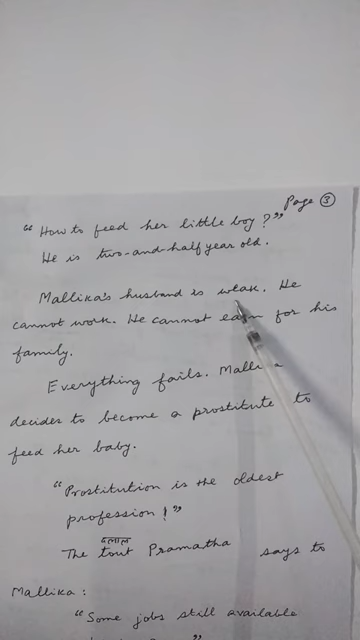 Page ③
"How to feed her little boy?"
He is two-and-half year old.
Mallika's husband is weak. He
cannot work. He cannot earn for his
family.
Everything fails. Malli a
decides to become a prostitute to
feed her baby.
"Prostitution is the oldest
profession!"
দালাল
The tout Pramatha says to
Mallika:
"Some jobs still available